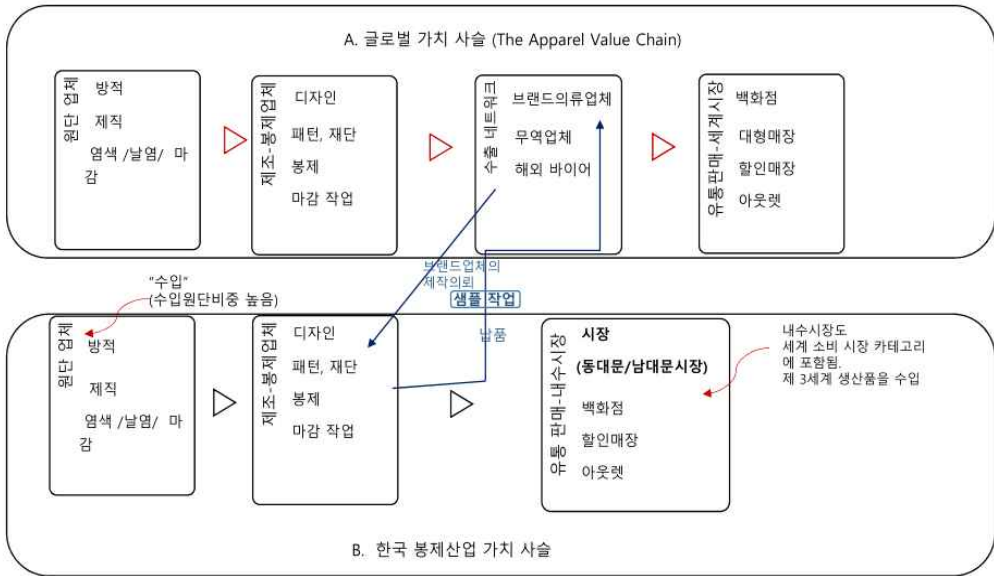 A. 글로벌 가치 사슬 (The Apparel Value Chain)
원단 업체
방적
제직
염색 /날염/ 마
감
제조-봉제업체
디자인
패턴, 재단
봉제
마감 작업
수출 네트워크
브랜드의류업체
무역업체
해외 바이어
유통판매-세계시장
백화점
대형매장
할인매장
아웃렛
브랜드업체의
제작의뢰
샘플 작업
납품
"수입"
(수입원단비중 높음)
원단 업체
방적
제직
염색 /날염/ 마
감
제조-봉제업체
디자인
패턴, 재단
봉제
마감 작업
유통 판매-내수시장
시장
(동대문/남대문시장)
백화점
할인매장
아웃렛
내수시장도
세계 소비 시장 카테고리
에 포함됨.
제 3세계 생산품을 수입
B. 한국 봉제산업 가치 사슬